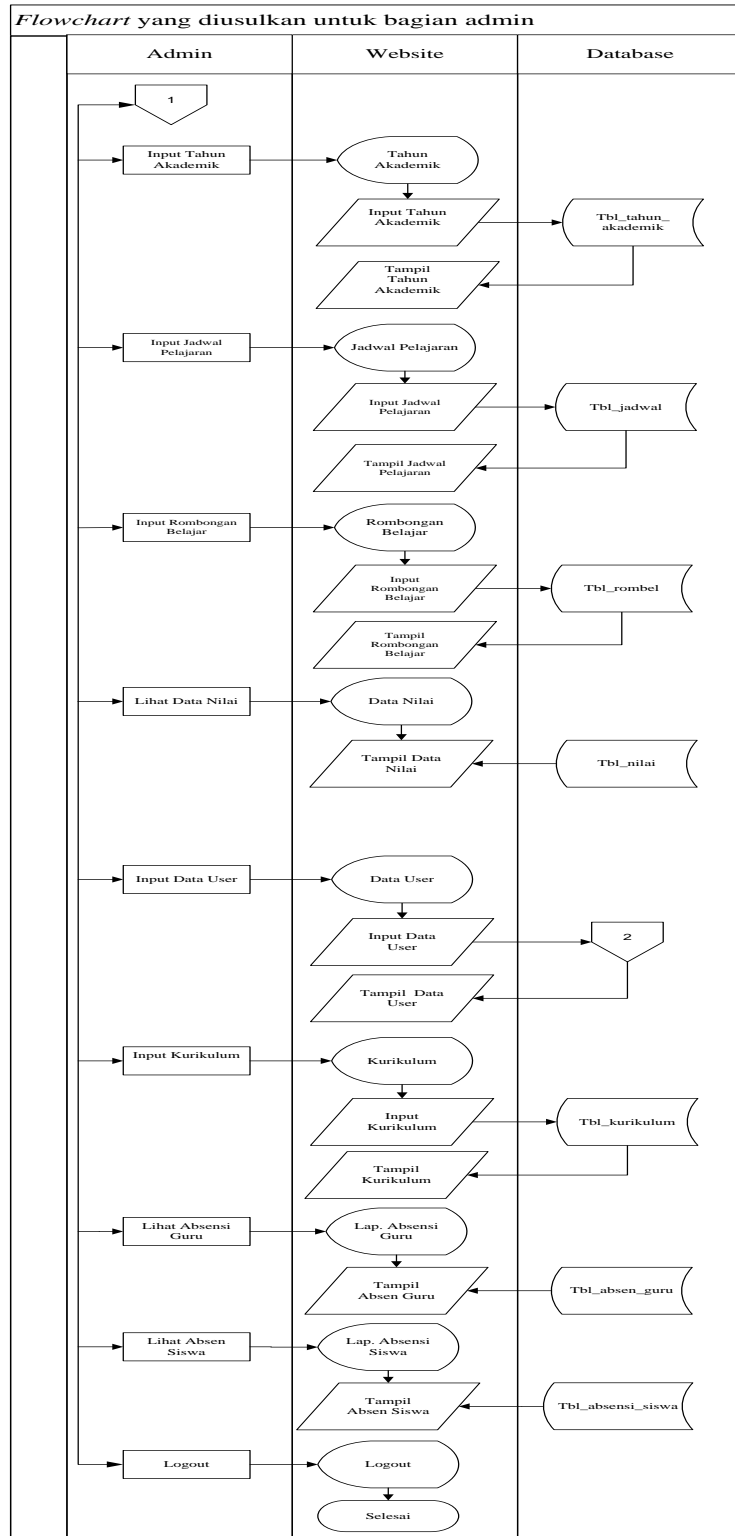 Flowchart yang diusulkan untuk bagian admin
Admin
Website
Database
1
Input Tahun
Akademik
Tahun
Akademik
Input Tahun
Akademik
Tbl_tahun_
akademik
Tampil
Tahun
Akademik
Input Jadwal
Pelajaran
Jadwal Pelajaran
Input Jadwal
Pelajaran
Tbl_jadwal
Tampil Jadwal
Pelajaran
Input Rombongan
Belajar
Rombongan
Belajar
Input
Rombongan
Belajar
Tbl_rombel
Tampil
Rombongan
Belajar
Lihat Data Nilai
Data Nilai
Tampil Data
Nilai
Tbl_nilai
Input Data User
Data User
Input Data
User
2
Tampil Data
User
Input Kurikulum
Kurikulum
Input
Kurikulum
Tbl_kurikulum
Tampil
Kurikulum
Lihat Absensi
Guru
Lap. Absensi
Guru
Tampil
Absen Guru
Tbl_absen_guru
Lihat Absen
Siswa
Lap. Absensi
Siswa
Tampil
Absen Siswa
Tbl_absensi_siswa
Logout
Logout
Selesai